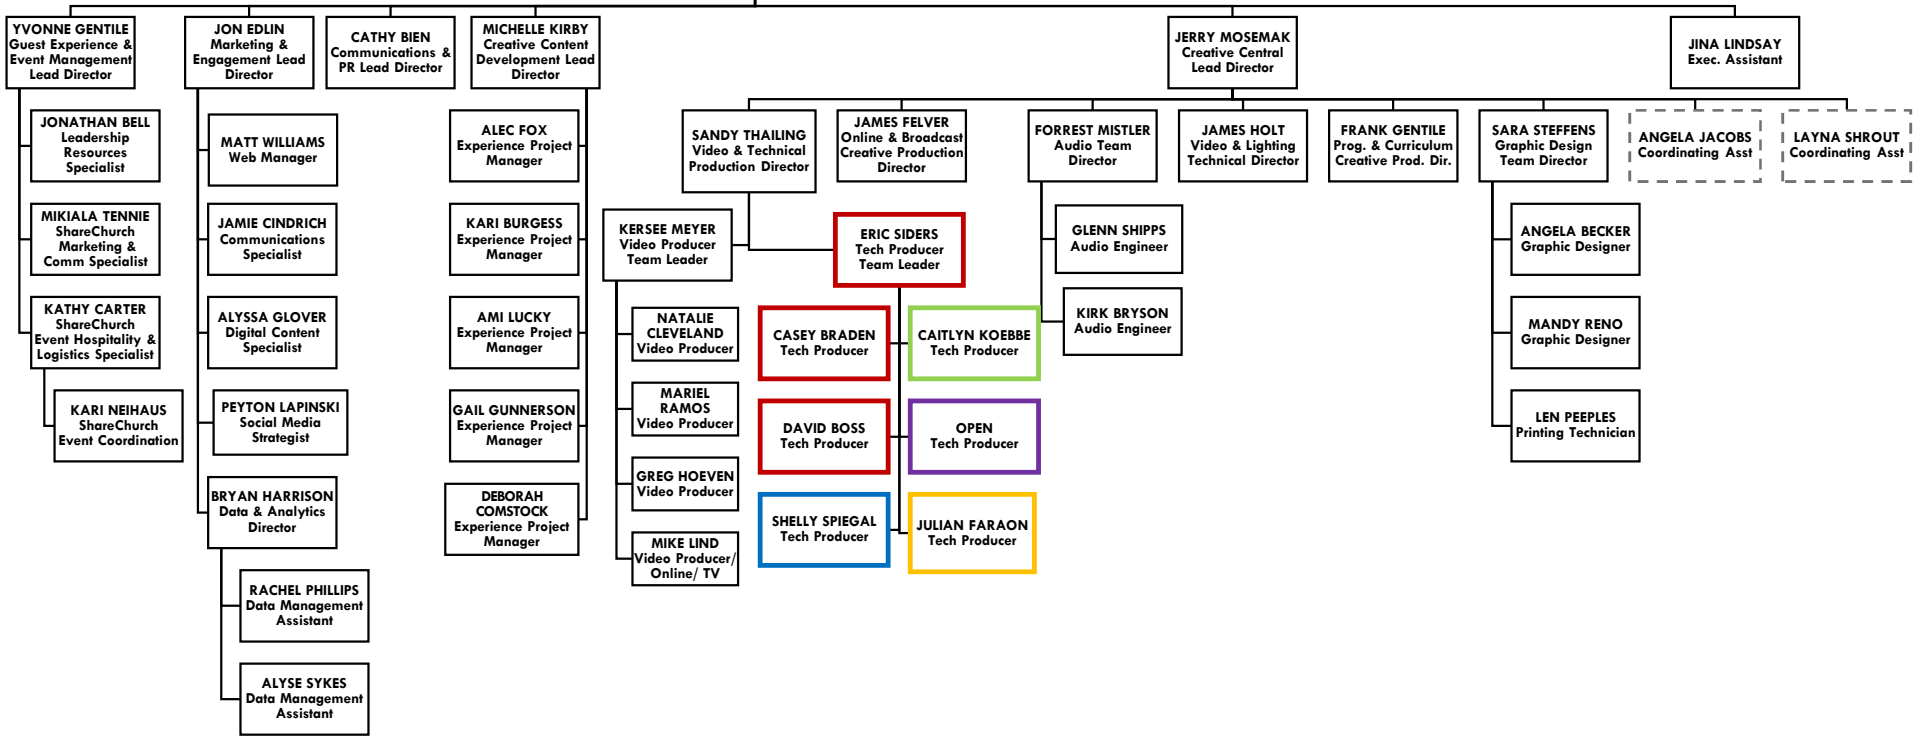 YVONNE GENTILE
Guest Experience &
Event Management
Lead Director
JON EDLIN
Marketing &
Engagement Lead
Director
CATHY BIEN
Communications &
PR Lead Director
MICHELLE KIRBY
Creative Content
Development Lead
Director
JERRY MOSEMAK
Creative Central
Lead Director
JINA LINDSAY
Exec. Assistant
JONATHAN BELL
Leadership
Resources
Specialist
MIKIALA TENNIE
ShareChurch
Marketing &
Comm Specialist
KATHY CARTER
ShareChurch
Event Hospitality &
Logistics Specialist
KARI NEIHAUS
ShareChurch
Event Coordination
MATT WILLIAMS
Web Manager
JAMIE CINDRICH
Communications
Specialist
ALYSSA GLOVER
Digital Content
Specialist
PEYTON LAPINSKI
Social Media
Strategist
BRYAN HARRISON
Data & Analytics
Director
RACHEL PHILLIPS
Data Management
Assistant
ALYSE SYKES
Data Management
Assistant
ALEC FOX
Experience Project
Manager
KARI BURGESS
Experience Project
Manager
AMI LUCKY
Experience Project
Manager
GAIL GUNNERSON
Experience Project
Manager
DEBORAH
COMSTOCK
Experience Project
Manager
SANDY THAILING
Video & Technical
Production Director
JAMES FELVER
Online & Broadcast
Creative Production
Director
FORREST MISTLER
Audio Team
Director
JAMES HOLT
Video & Lighting
Technical Director
FRANK GENTILE
Prog. & Curriculum
Creative Prod. Dir.
SARA STEFFENS
Graphic Design
Team Director
ANGELA JACOBS
Coordinating Asst
LAYNA SHROUT
Coordinating Asst
KERSEE MEYER
Video Producer
Team Leader
NATALIE
CLEVELAND
Video Producer
MARIEL
RAMOS
Video Producer
GREG HOEVEN
Video Producer
MIKE LIND
Video Producer/
Online/ TV
ERIC SIDERS
Tech Producer
Team Leader
CASEY BRADEN
Tech Producer
CAITLYN KOEBBE
Tech Producer
DAVID BOSS
Tech Producer
OPEN
Tech Producer
SHELLY SPIEGAL
Tech Producer
JULIAN FARAON
Tech Producer
GLENN SHIPPS
Audio Engineer
KIRK BRYSON
Audio Engineer
ANGELA BECKER
Graphic Designer
MANDY RENO
Graphic Designer
LEN PEEPLES
Printing Technician